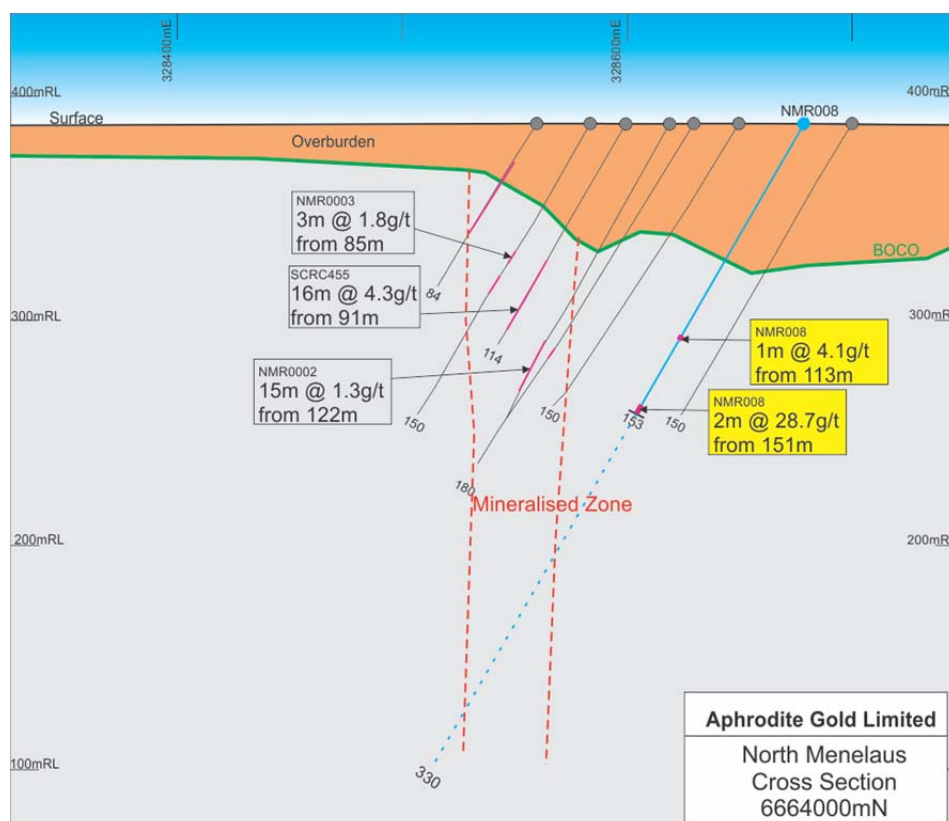 328400mE
328600mE
400mRL
400mRL
Surface
NMR008
Overburden
NMR0003
3m @ 1.8g/t
from 85m
BOCO
SCRC455
16m @ 4.3g/t
from 91m
84
300mRL
300mRL
NMR008
1m @ 4.1g/t
from 113m
114
NMR0002
15m @ 1.3g/t
from 122m
NMR008
2m @ 28.7g/t
from 151m
150
150
153
150
180
Mineralised Zone
200mRL
200mR
100mRL
330
Aphrodite Gold Limited
North Menelaus
Cross Section
6664000mN